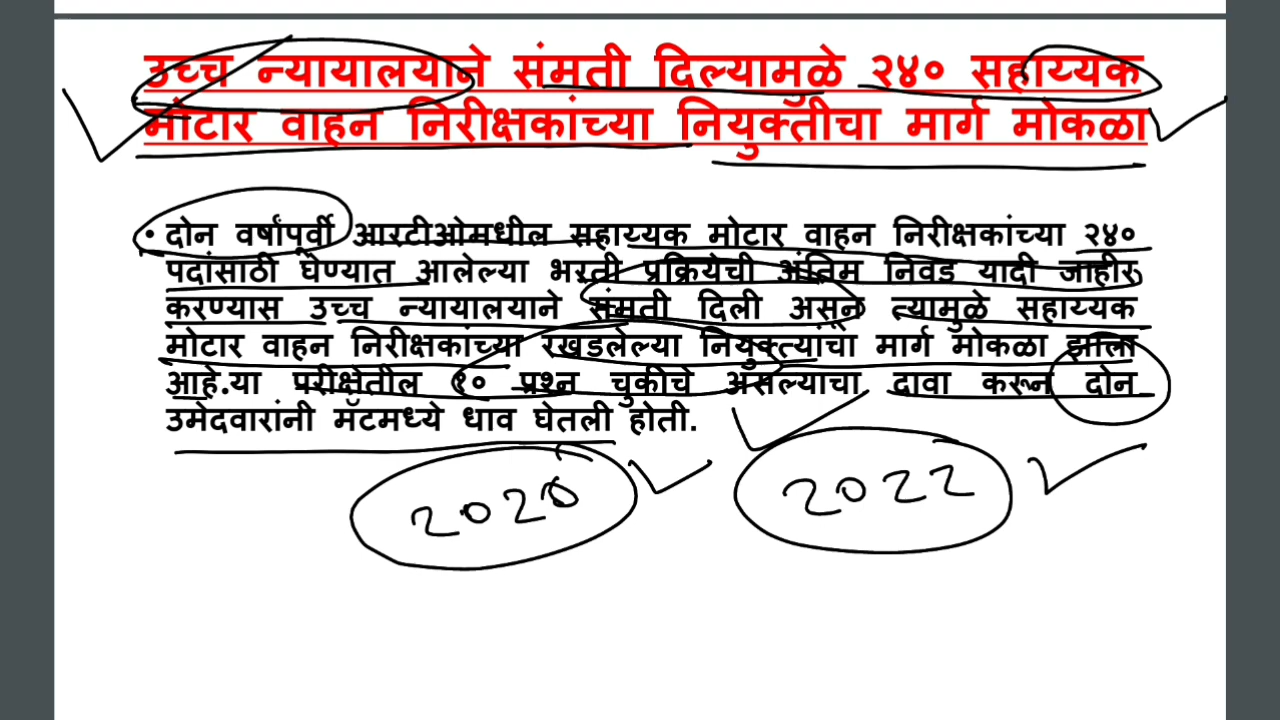 उच्च न्यायालयाने संमती दिल्यामुळे २४० सहाय्यक
मोटार वाहन निरीक्षकांच्या नियुक्तीचा मार्ग मोकळा
• दोन वर्षांपूर्वी आरटीओमधील सहाय्यक मोटार वाहन निरीक्षकांच्या २४०
पदांसाठी घेण्यात आलेल्या भरती प्रक्रियेची अंतिम निवड यादी जाहीर
करण्यास उच्च न्यायालयाने संमती दिली असून त्यामुळे सहाय्यक
मोटार वाहन निरीक्षकांच्या रखडलेल्या नियुक्त्यांचा मार्ग मोकळा झाला
आहे.या परीक्षेतील १० प्रश्न चुकीचे असल्याचा दावा करून दोन
उमेदवारांनी मॅटमध्ये धाव घेतली होती.
2020 2022